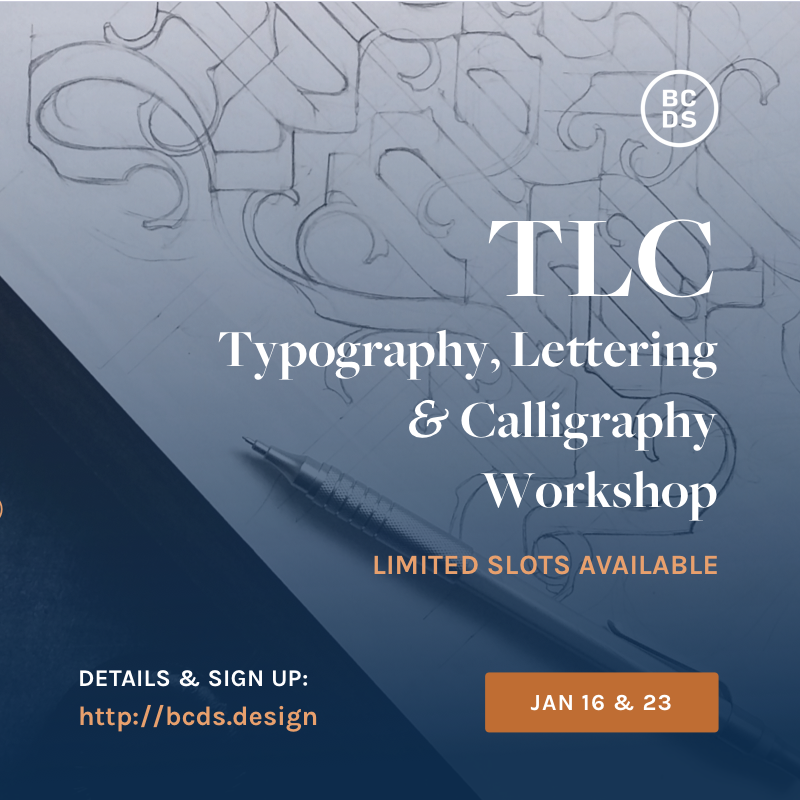 BC
DS
TLC
Typography, Lettering
& Calligraphy
Workshop
LIMITED SLOTS AVAILABLE
DETAILS & SIGN UP:
http://bcds.design
JAN 16 & 23